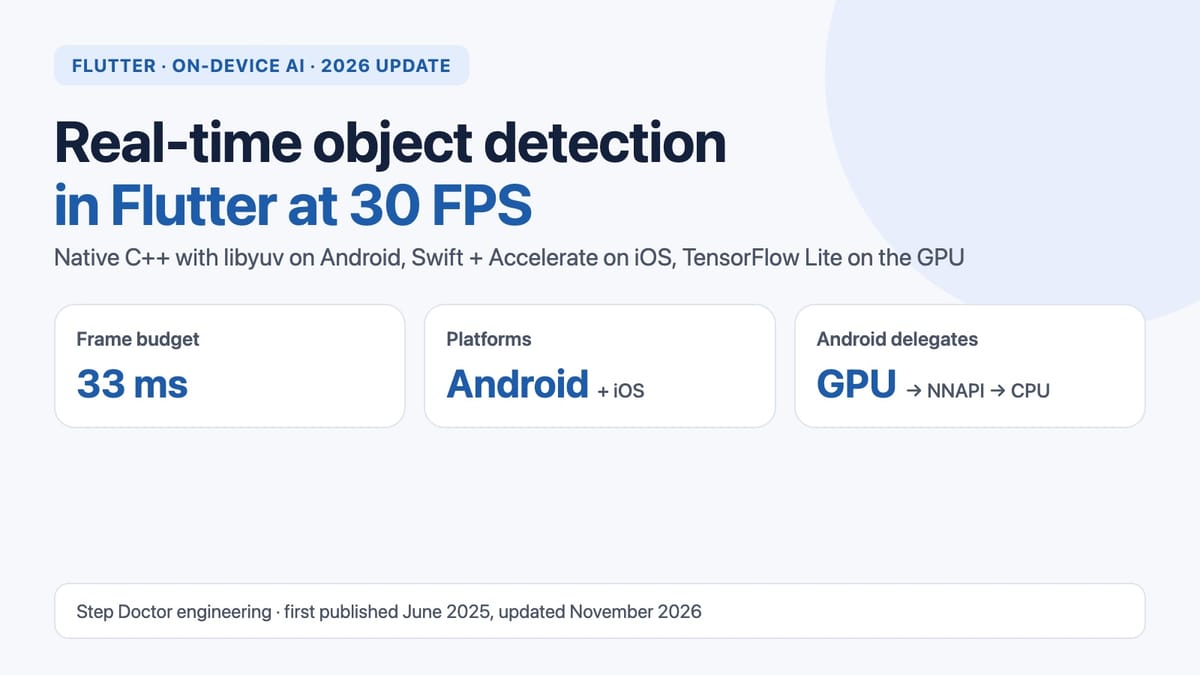 FLUTTER · ON-DEVICE AI · 2026 UPDATE
Real-time object detection
in Flutter at 30 FPS
Native C++ with libyuv on Android, Swift + Accelerate on iOS, TensorFlow Lite on the GPU
Frame budget
33 ms
Platforms
Android + iOS
Android delegates
GPU → NNAPI → CPU
Step Doctor engineering · first published June 2025, updated November 2026